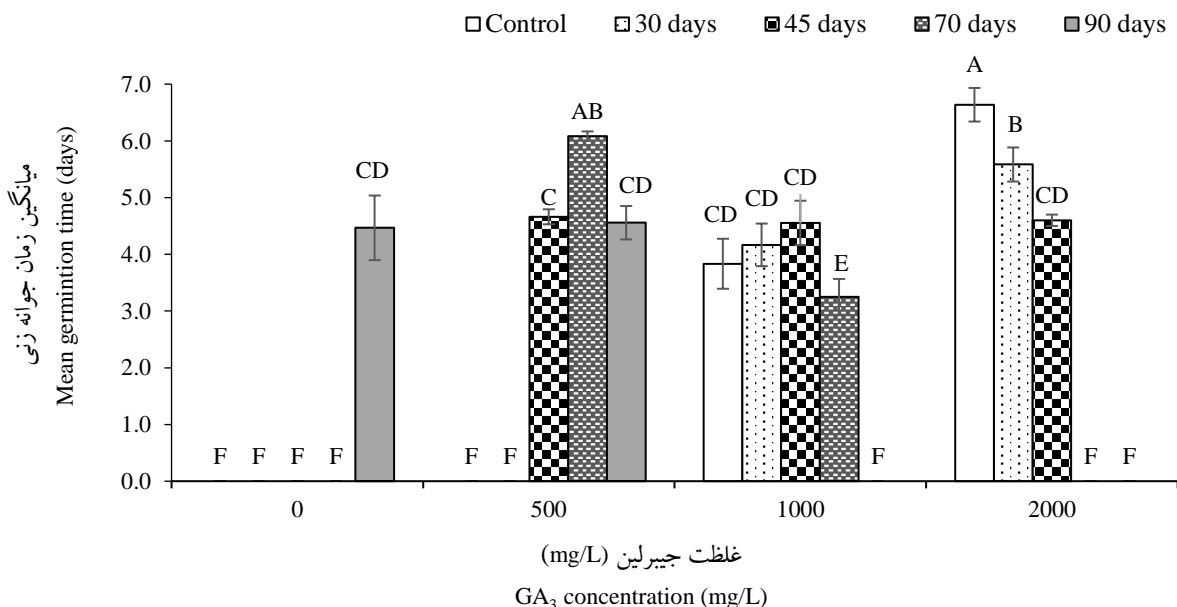 Control 30 days 45 days 70 days 90 days
میانگین زمان جوانه زنی
Mean germintion time (days)
7.0
6.0
5.0
4.0
3.0
2.0
1.0
0.0
F F F F CD
F F C AB CD
CD CD CD E F
A B CD F F
0 500 1000 2000
غلظت جیبرلین (mg/L)
GA₃ concentration (mg/L)